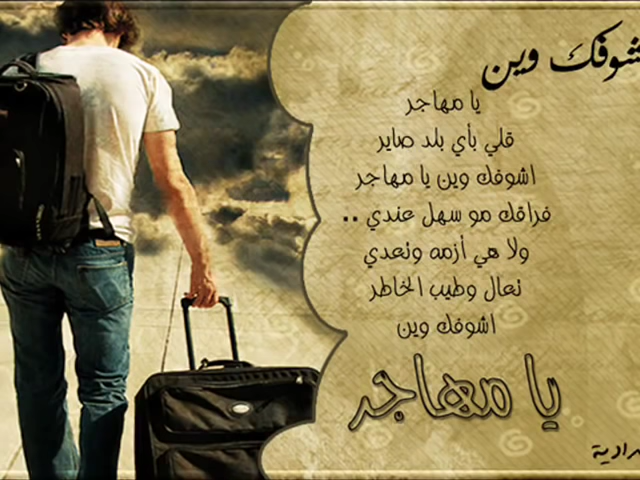 شوفك وين
يا مهاجر
قلي بأي بلد صاير
اشوفك وين يا مهاجر
فراقك مو سهل عندي ..
ولا هي أزمه وتعدي
تعال وطيب الخاطر
اشوفك وين
يا مهاجر